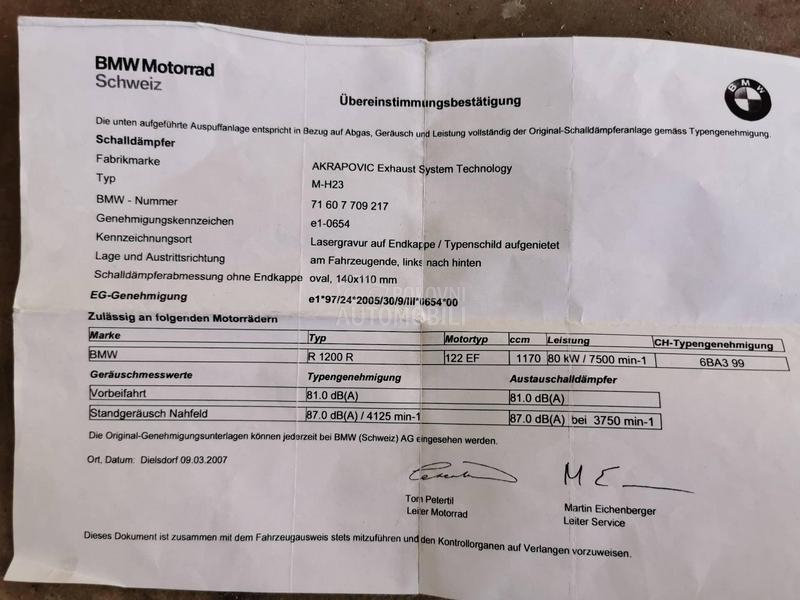 BMW Motorrad
Schweiz
BMW
Übereinstimmungsbestätigung
Die unten aufgeführte Auspuffanlage entspricht in Bezug auf Abgas, Geräusch und Leistung vollständig der Original-Schalldämpferanlage gemäss Typengenehmigung.
Schalldämpfer
Fabrikmarke AKRAPOVIC Exhaust System Technology
Typ M-H23
BMW - Nummer 71 60 7 709 217
Genehmigungskennzeichen e1-0654
Kennzeichnungsort Lasergravur auf Endkappe / Typenschild aufgenietet
Lage und Austrittsrichtung am Fahrzeugende, links nach hinten
Schalldämpferabmessung ohne Endkappe oval, 140x110 mm
EG-Genehmigung e1*97/24*2005/30/9/III*0654*00
POLOVNI
AUTOMOBILI
Zulässig an folgenden Motorrädern
Marke Typ Motortyp ccm Leistung CH-Typengenehmigung
BMW R 1200 R 122 EF 1170 80 kW / 7500 min-1 6BA3 99
Geräuschmesswerte Typengenehmigung Austauschalldämpfer
Vorbeifahrt 81.0 dB(A) 81.0 dB(A)
Standgeräusch Nahfeld 87.0 dB(A) / 4125 min-1 87.0 dB(A) bei 3750 min-1
Die Original-Genehmigungsunterlagen können jederzeit bei BMW (Schweiz) AG eingesehen werden.
Ort, Datum: Dielsdorf 09.03.2007
Tom Petertil
Leiter Motorrad
Martin Eichenberger
Leiter Service
Dieses Dokument ist zusammen mit dem Fahrzeugausweis stets mitzuführen und den Kontrollorganen auf Verlangen vorzuweisen.